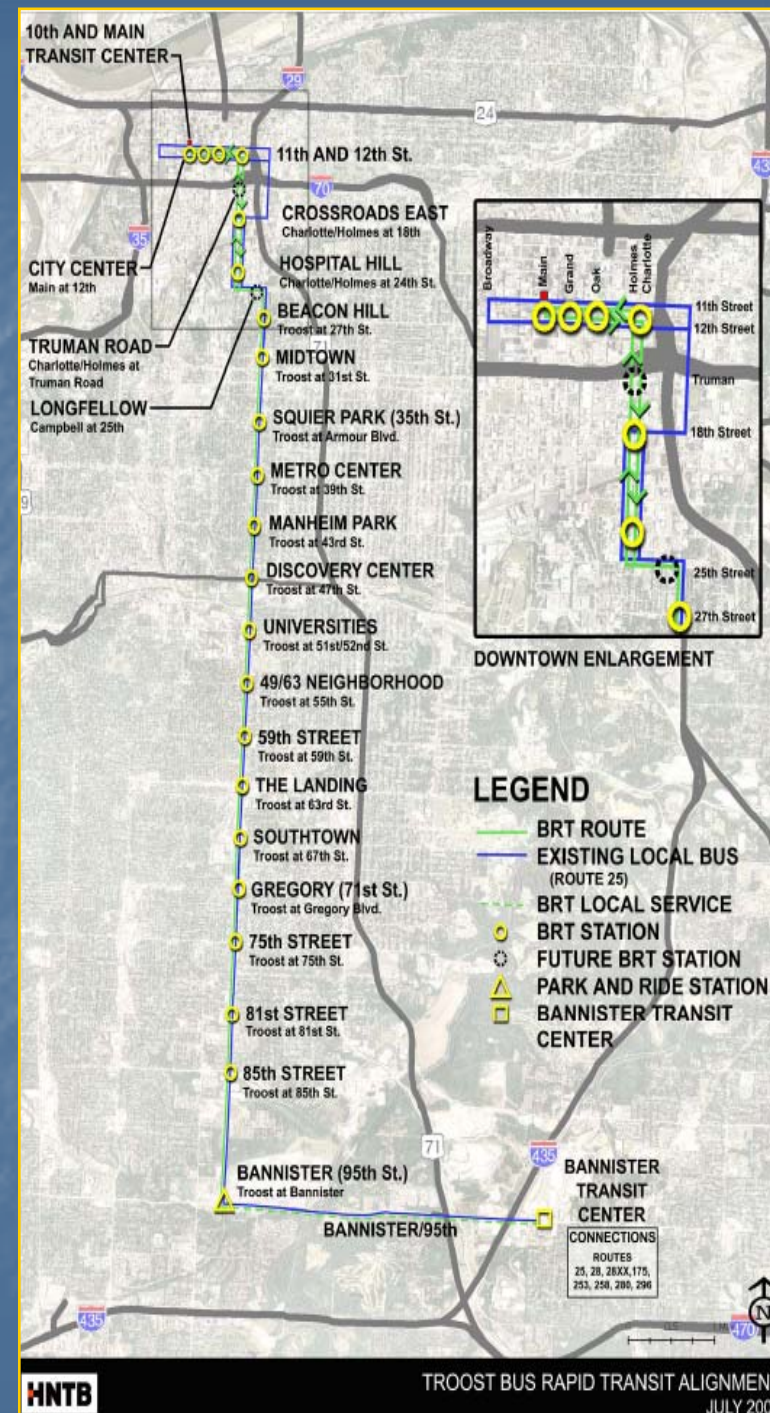 10th AND MAIN
TRANSIT CENTER
29
24
11th AND 12th St.
70
35
CITY CENTER
Main at 12th
CROSSROADS EAST
Charlotte/Holmes at 18th
HOSPITAL HILL
Charlotte/Holmes at 24th St.
TRUMAN ROAD
Charlotte/Holmes at
Truman Road
LONGFELLOW
Campbell at 25th
BEACON HILL
Troost at 27th St.
71
MIDTOWN
Troost at 31st St.
SQUIER PARK (35th St.)
Troost at Armour Blvd.
METRO CENTER
Troost at 39th St.
MANHEIM PARK
Troost at 43rd St.
DISCOVERY CENTER
Troost at 47th St.
UNIVERSITIES
Troost at 51st/52nd St.
49/63 NEIGHBORHOOD
Troost at 55th St.
59th STREET
Troost at 59th St.
THE LANDING
Troost at 63rd St.
SOUTHTOWN
Troost at 67th St.
GREGORY (71st St.)
Troost at Gregory Blvd.
75th STREET
Troost at 75th St.
81st STREET
Troost at 81st St.
85th STREET
Troost at 85th St.
BANNISTER (95th St.)
Troost at Bannister
BANNISTER/95th
Broadway
Main
Grand
Oak
Holmes
Charlotte
11th Street
12th Street
Truman
18th Street
25th Street
27th Street
DOWNTOWN ENLARGEMENT
LEGEND
BRT ROUTE
EXISTING LOCAL BUS
(ROUTE 25)
BRT LOCAL SERVICE
BRT STATION
FUTURE BRT STATION
PARK AND RIDE STATION
BANNISTER TRANSIT
CENTER
71
435
BANNISTER
TRANSIT
CENTER
CONNECTIONS
ROUTES
25, 28, 28XX,175,
253, 258, 280, 296
435
470
N
HNTB
TROOST BUS RAPID TRANSIT ALIGNMEN
JULY 200